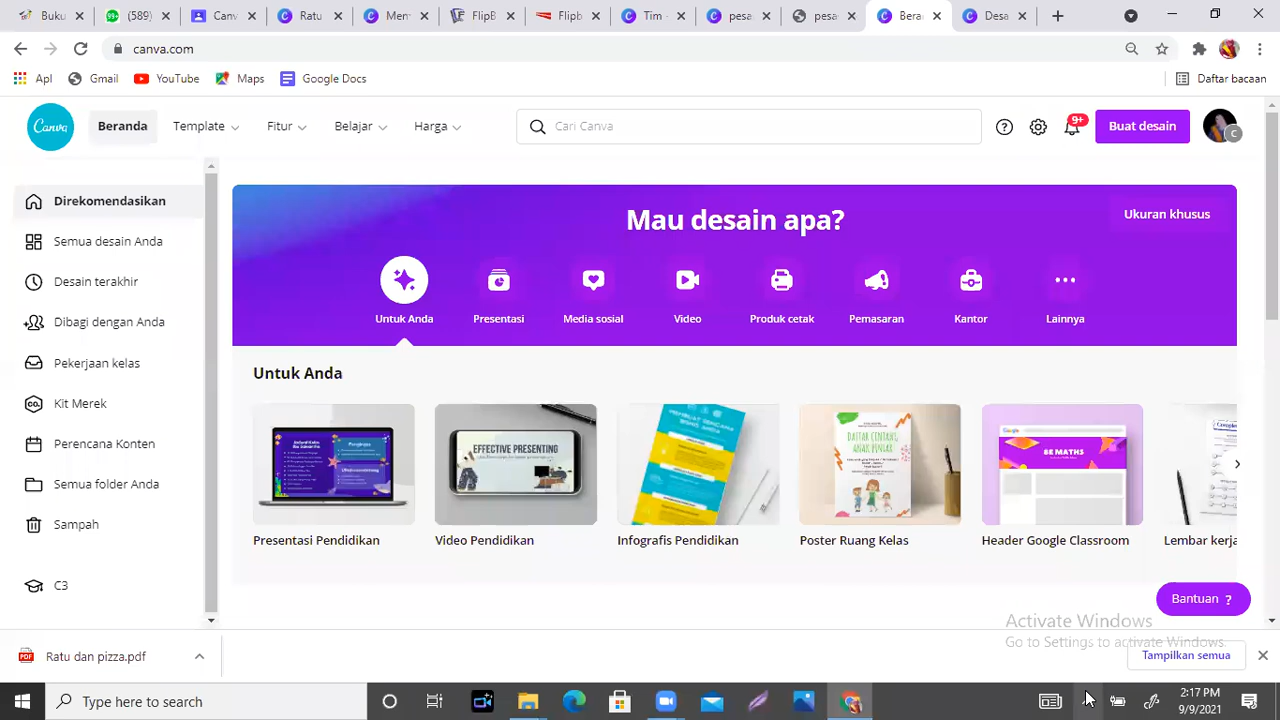 Buku
(589)
Canv
Ratu
Men
FlipB
Flipb
Tim -
pesa
pesa
Bera
Desa
canva.com
Apl
Gmail
YouTube
Maps
Google Docs
Daftar bacaan
Canva
Beranda
Template
Fitur
Belajar
Harga
Cari Canva
9+
Buat desain
C
Direkomendasikan
Semua desain Anda
Desain terakhir
Dibagi dengan Anda
Pekerjaan kelas
Kit Merek
Perencana Konten
Semua folder Anda
Sampah
C3
Mau desain apa?
Ukuran khusus
Untuk Anda
Presentasi
Media sosial
Video
Produk cetak
Pemasaran
Kantor
Lainnya
Untuk Anda
EFFECTIVE PRESENTING
DAFTAR CENTANG
ANAK PINTAR
Google
BE MATHS
Presentasi Pendidikan
Video Pendidikan
Infografis Pendidikan
Poster Ruang Kelas
Header Google Classroom
Lembar kerja
Bantuan ?
Activate Windows
Go to Settings to activate Windows.
Ratu dan pizza.pdf
Tampilkan semua
Type here to search
2:17 PM
9/9/2021